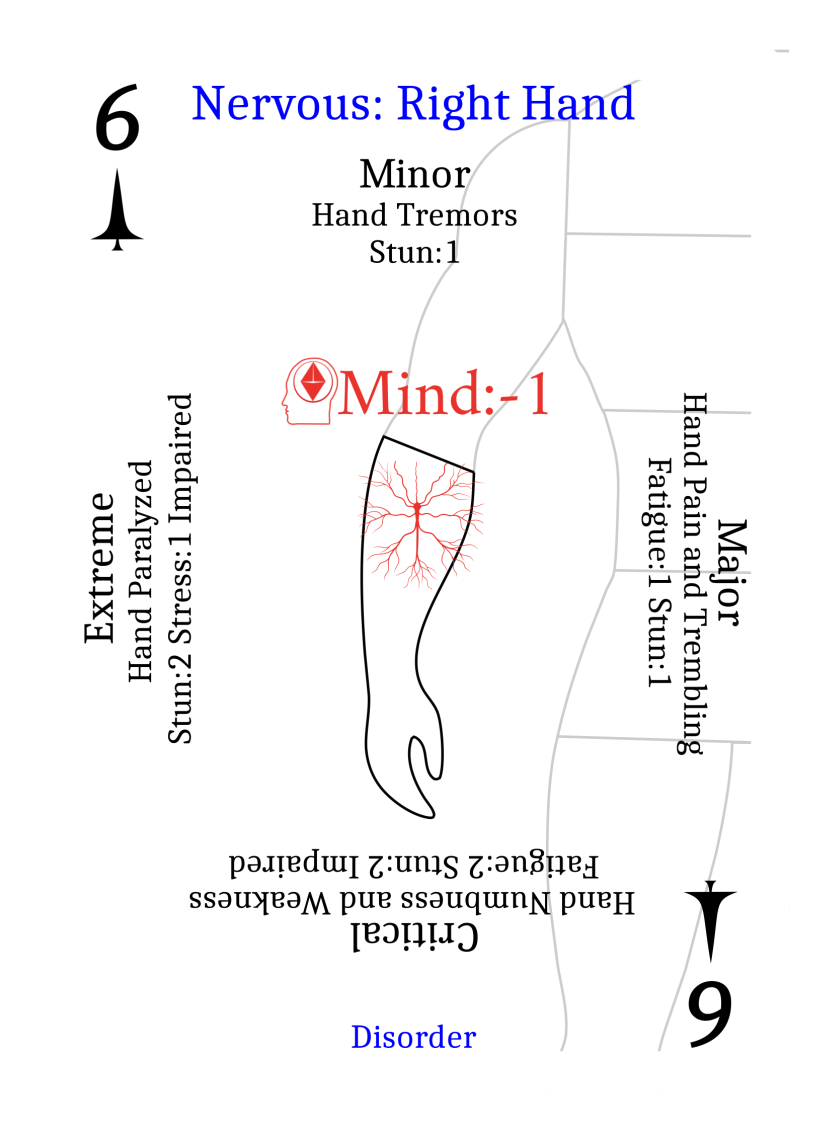 6
Nervous: Right Hand
Minor
Hand Tremors
Stun:1
Mind:-1
Major
Hand Pain and Trembling
Fatigue:1 Stun:1
Extreme
Hand Paralyzed
Stun:2 Stress:1 Impaired
Critical
Hand Numbness and Weakness
Fatigue:2 Stun:2 Impaired
Disorder
6